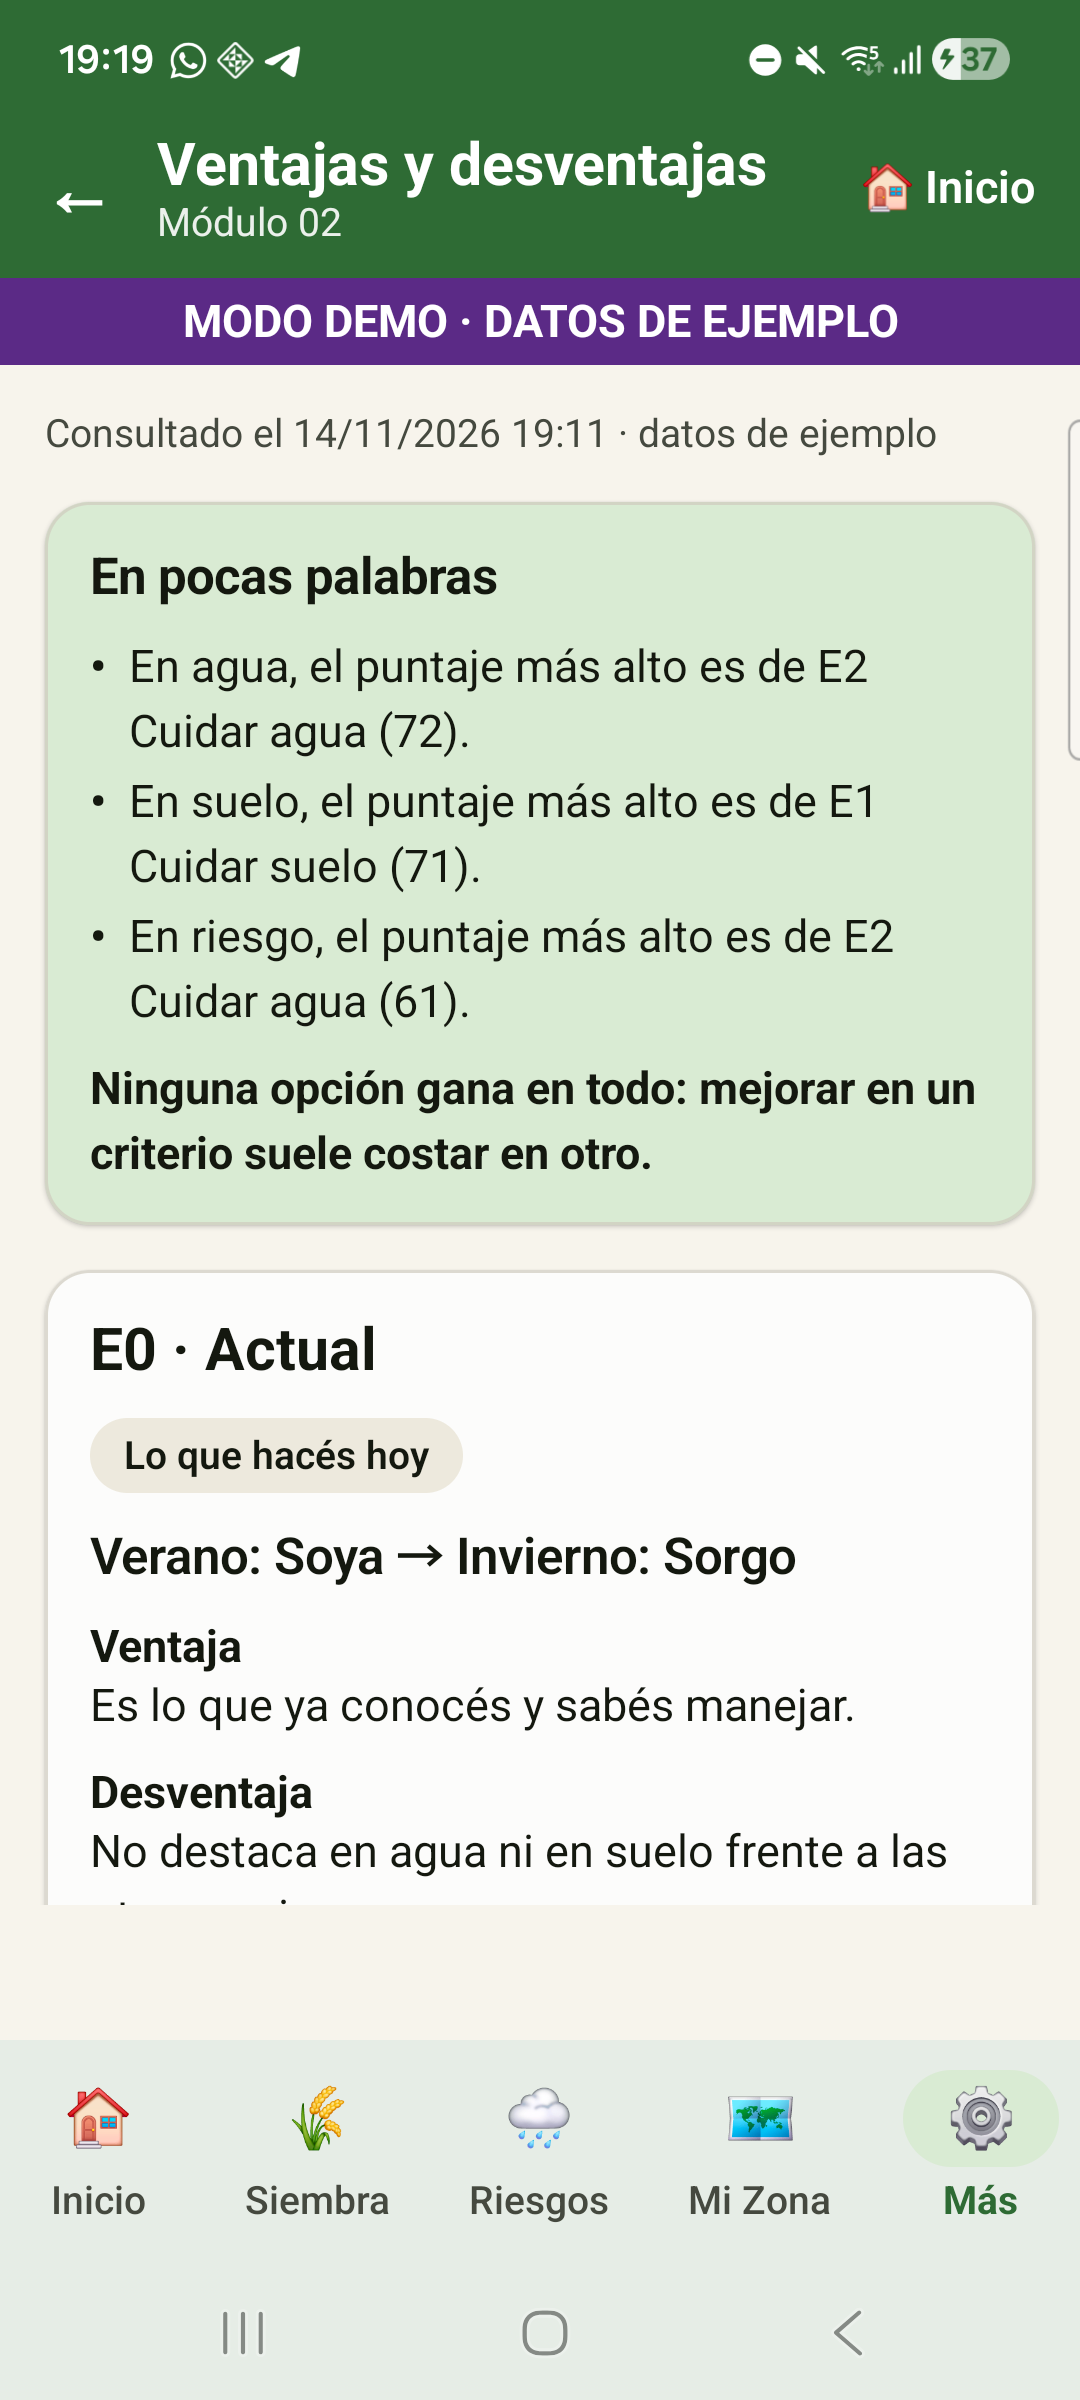 19:19
5
37
Ventajas y desventajas
Módulo 02
← Inicio
MODO DEMO · DATOS DE EJEMPLO
Consultado el 14/11/2026 19:11 · datos de ejemplo
En pocas palabras
• En agua, el puntaje más alto es de E2
Cuidar agua (72).
• En suelo, el puntaje más alto es de E1
Cuidar suelo (71).
• En riesgo, el puntaje más alto es de E2
Cuidar agua (61).
Ninguna opción gana en todo: mejorar en un
criterio suele costar en otro.
E0 · Actual
Lo que hacés hoy
Verano: Soya → Invierno: Sorgo
Ventaja
Es lo que ya conocés y sabés manejar.
Desventaja
No destaca en agua ni en suelo frente a las
Inicio
Siembra
Riesgos
Mi Zona
Más